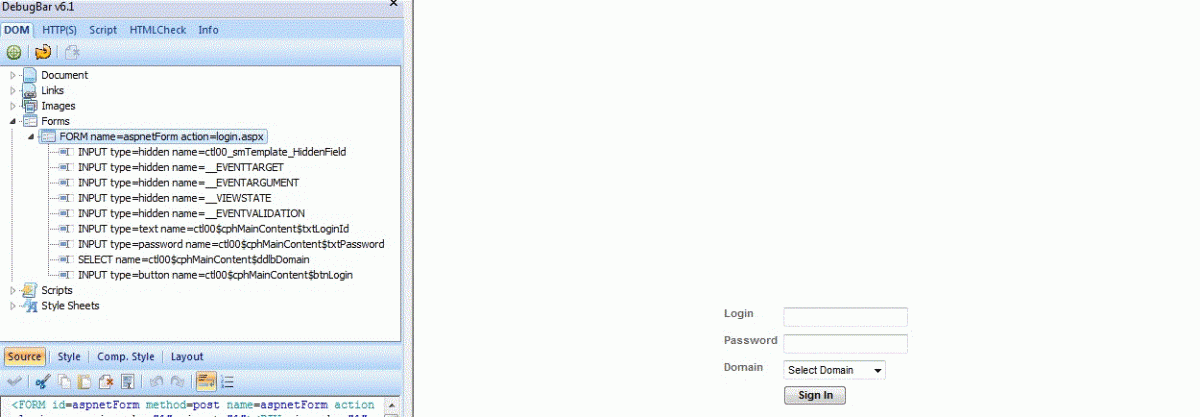 DebugBar v6.1
DOM HTTP(S) Script HTMLCheck Info
Document
Links
Images
Forms
FORM name=aspnetForm action=login.aspx
INPUT type=hidden name=ctl00_smTemplate_HiddenField
INPUT type=hidden name=__EVENTTARGET
INPUT type=hidden name=__EVENTARGUMENT
INPUT type=hidden name=__VIEWSTATE
INPUT type=hidden name=__EVENTVALIDATION
INPUT type=text name=ctl00$cphMainContent$txtLoginId
INPUT type=password name=ctl00$cphMainContent$txtPassword
SELECT name=ctl00$cphMainContent$ddlbDomain
INPUT type=button name=ctl00$cphMainContent$btnLogin
Scripts
Style Sheets
Source Style Comp. Style Layout
<FORM id=aspnetForm method=post name=aspnetForm action
Login
Password
Domain Select Domain
Sign In